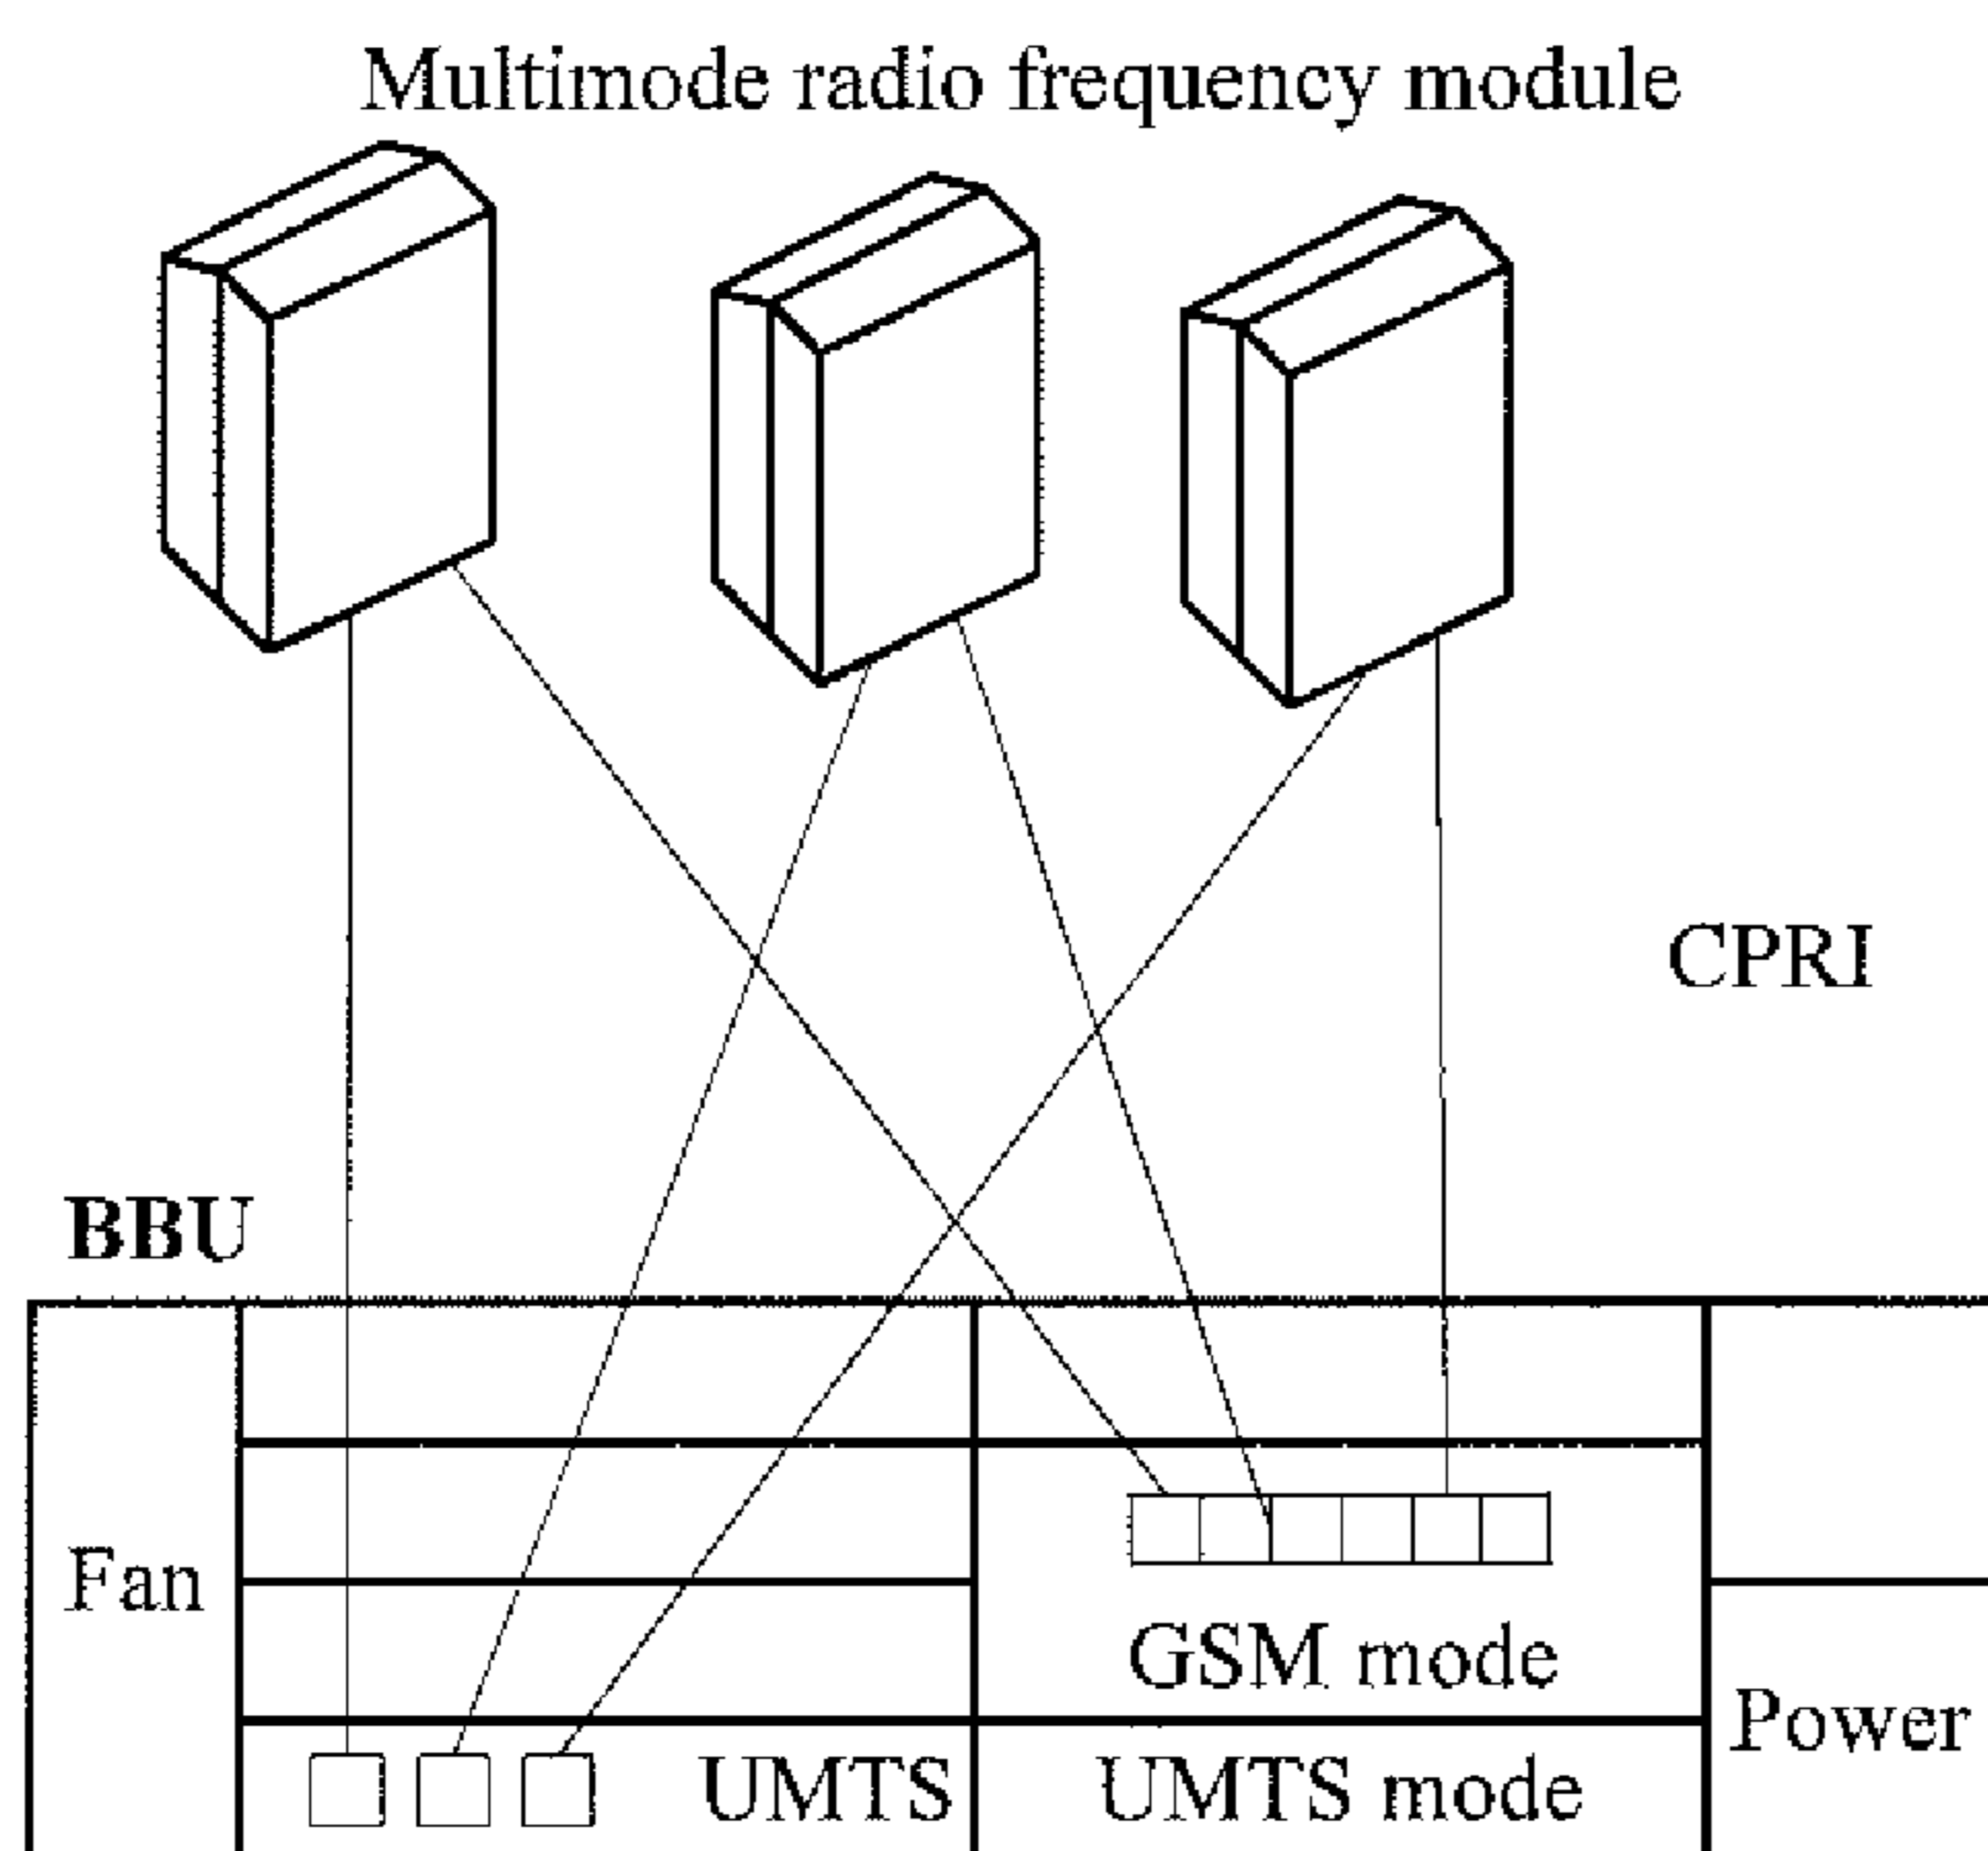 Multimode radio frequency module
CPRI
BBU
Fan
GSM mode
Power
UMTS
UMTS mode